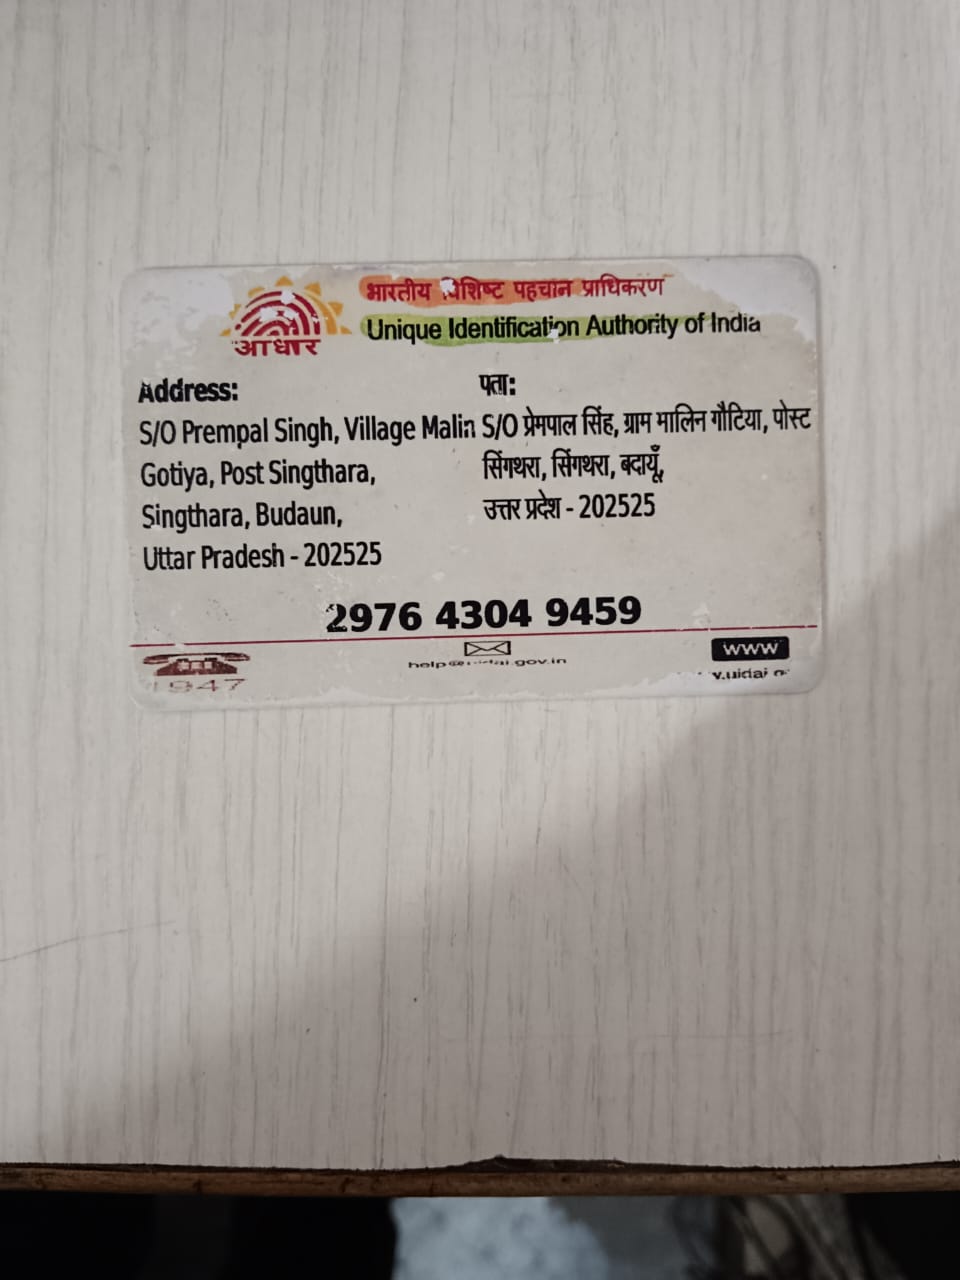 भारतीय विशिष्ट पहचान प्राधिकरण
Unique Identification Authority of India
आधार
Address:
S/O Prempal Singh, Village Malin
Gotiya, Post Singthara,
Singthara, Budaun,
Uttar Pradesh - 202525
पता:
S/O प्रेमपाल सिंह, ग्राम मालिन गौटिया, पोस्ट
सिंगथरा, सिंगथरा, बदायूँ,
उत्तर प्रदेश - 202525
2976 4304 9459
1947
www